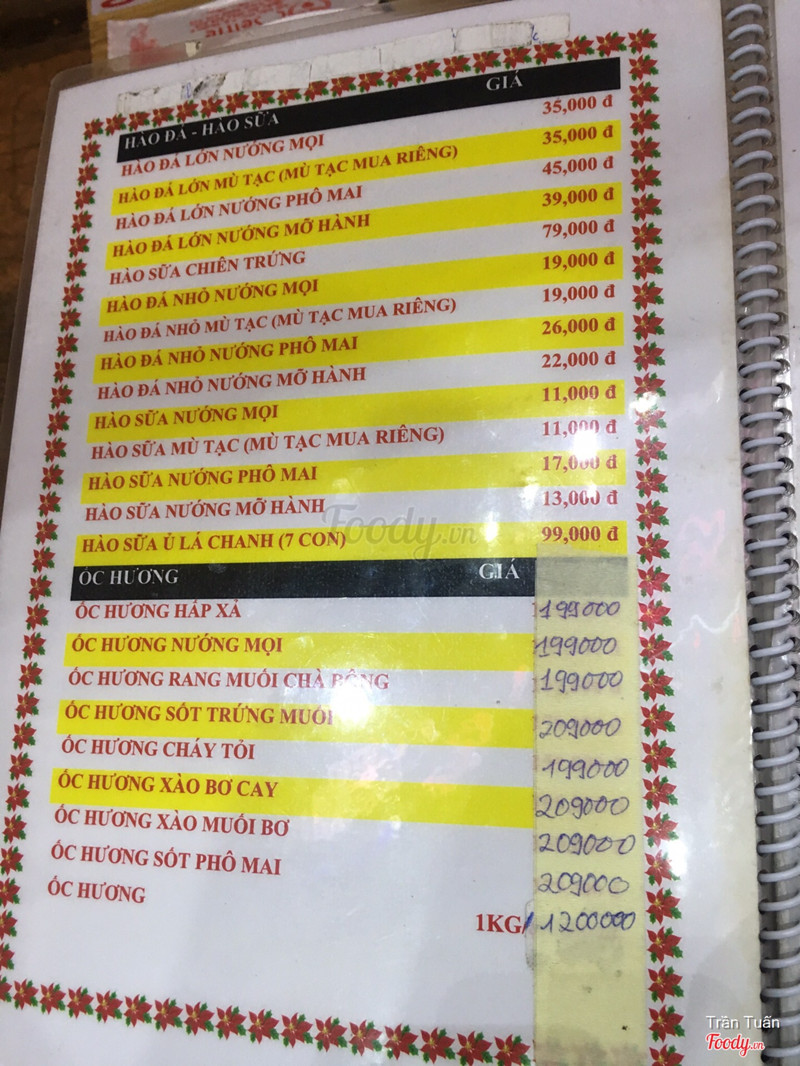 HÀO ĐÁ - HÀO SỮA GIÁ
HÀO ĐÁ LỚN NƯỚNG MỌI 35,000 đ
HÀO ĐÁ LỚN MÙ TẠC (MÙ TẠC MUA RIÊNG) 35,000 đ
HÀO ĐÁ LỚN NƯỚNG PHÔ MAI 45,000 đ
HÀO ĐÁ LỚN NƯỚNG MỠ HÀNH 39,000 đ
HÀO SỮA CHIÊN TRỨNG 79,000 đ
HÀO ĐÁ NHỎ NƯỚNG MỌI 19,000 đ
HÀO ĐÁ NHỎ MÙ TẠC (MÙ TẠC MUA RIÊNG) 19,000 đ
HÀO ĐÁ NHỎ NƯỚNG PHÔ MAI 26,000 đ
HÀO ĐÁ NHỎ NƯỚNG MỠ HÀNH 22,000 đ
HÀO SỮA NƯỚNG MỌI 11,000 đ
HÀO SỮA MÙ TẠC (MÙ TẠC MUA RIÊNG) 11,000 đ
HÀO SỮA NƯỚNG PHÔ MAI 17,000 đ
HÀO SỮA NƯỚNG MỠ HÀNH 13,000 đ
HÀO SỮA Ủ LÁ CHANH (7 CON) 99,000 đ
Foody.vn
ỐC HƯƠNG GIÁ
ỐC HƯƠNG HẤP XẢ 199000
ỐC HƯƠNG NƯỚNG MỌI 199000
ỐC HƯƠNG RANG MUỐI CHÀ BÔNG 199000
ỐC HƯƠNG SỐT TRỨNG MUỐI 209000
ỐC HƯƠNG CHÁY TỎI 199000
ỐC HƯƠNG XÀO BƠ CAY 209000
ỐC HƯƠNG XÀO MUỐI BƠ 209000
ỐC HƯƠNG SỐT PHÔ MAI 209000
ỐC HƯƠNG 1KG/ 1200000
Trần Tuấn
Foody.vn